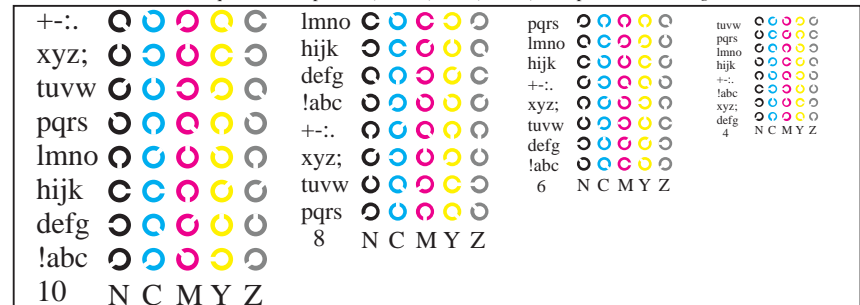 +-:.
xyz;
tuvw
pqrs
lmno
hijk
defg
!abc
10 N C M Y Z
lmno
hijk
defg
!abc
+-:.
xyz;
tuvw
pqrs
8 N C M Y Z
pqrs
lmno
hijk
+-:.
xyz;
tuvw
defg
!abc
6 N C M Y Z
tuvw
pqrs
lmno
hijk
+-:.
!abc
xyz;
defg
4 N C M Y Z